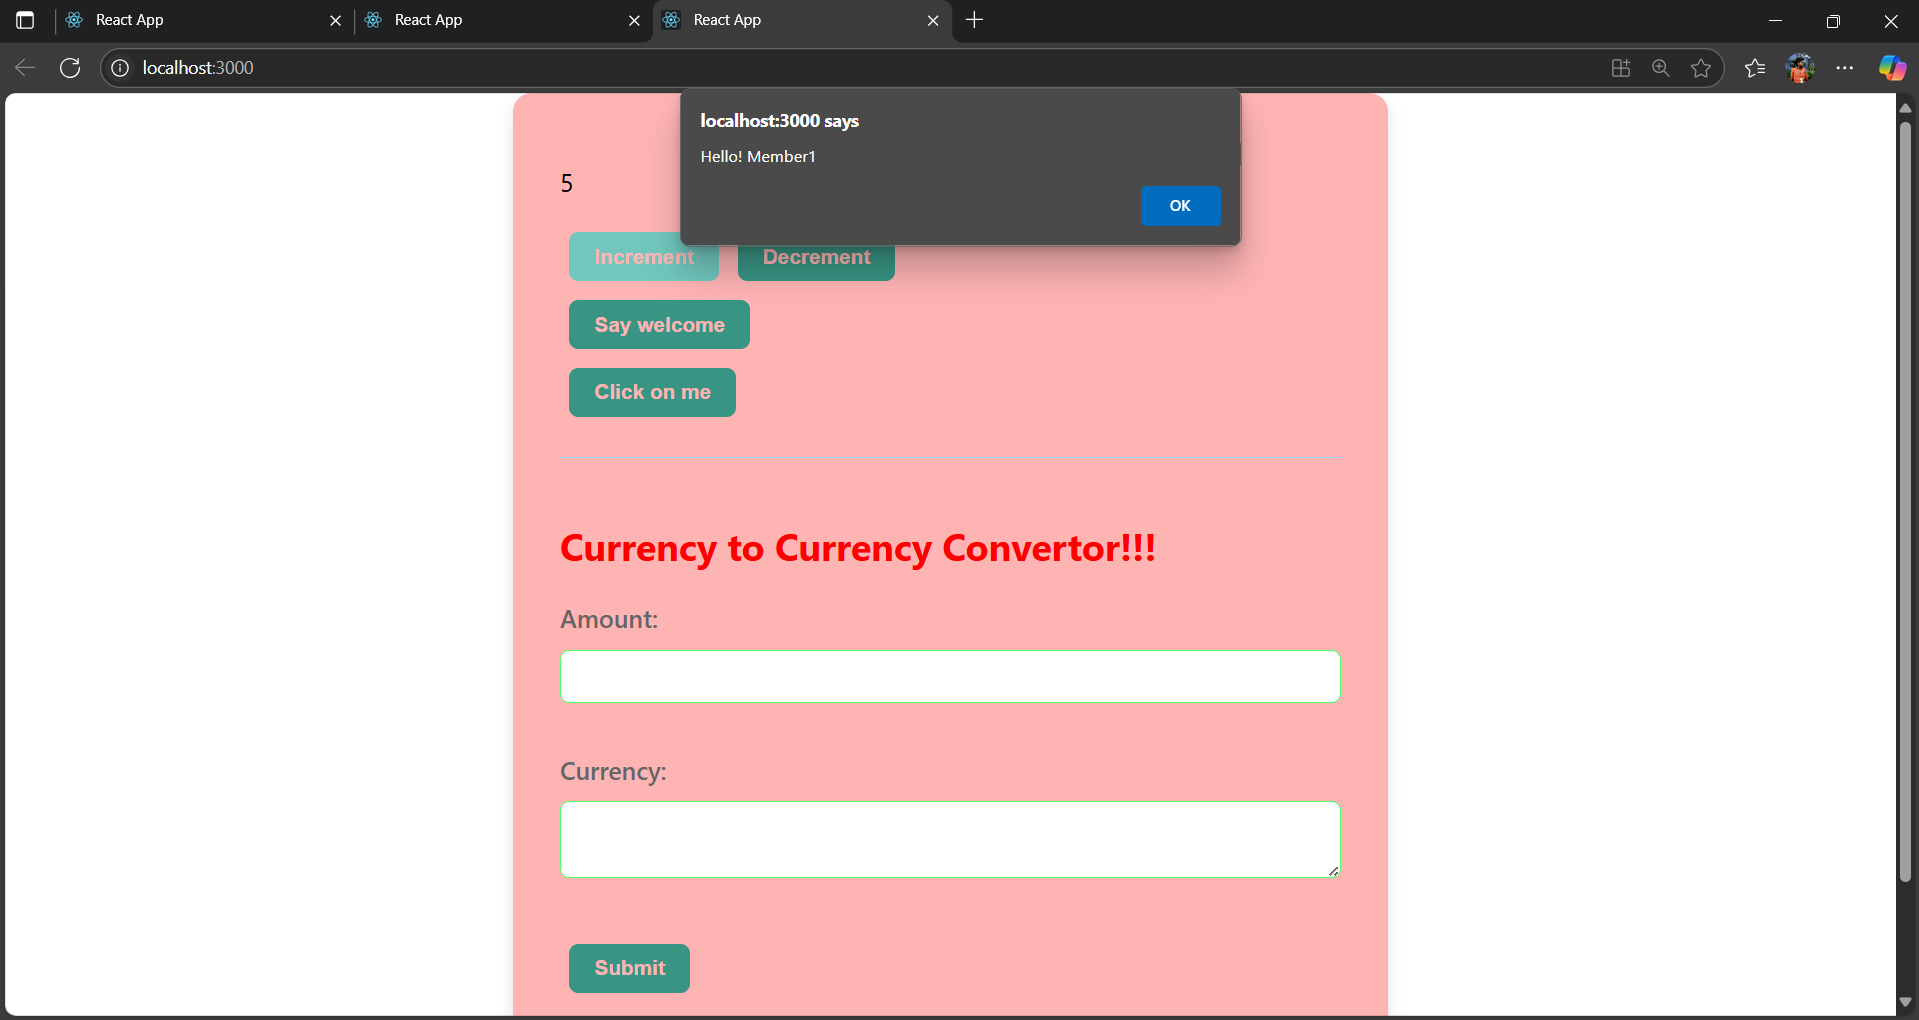 React App
React App
React App
localhost:3000
localhost:3000 says
Hello! Member1
OK
5
Increment
Decrement
Say welcome
Click on me
Currency to Currency Convertor!!!
Amount:
Currency:
Submit